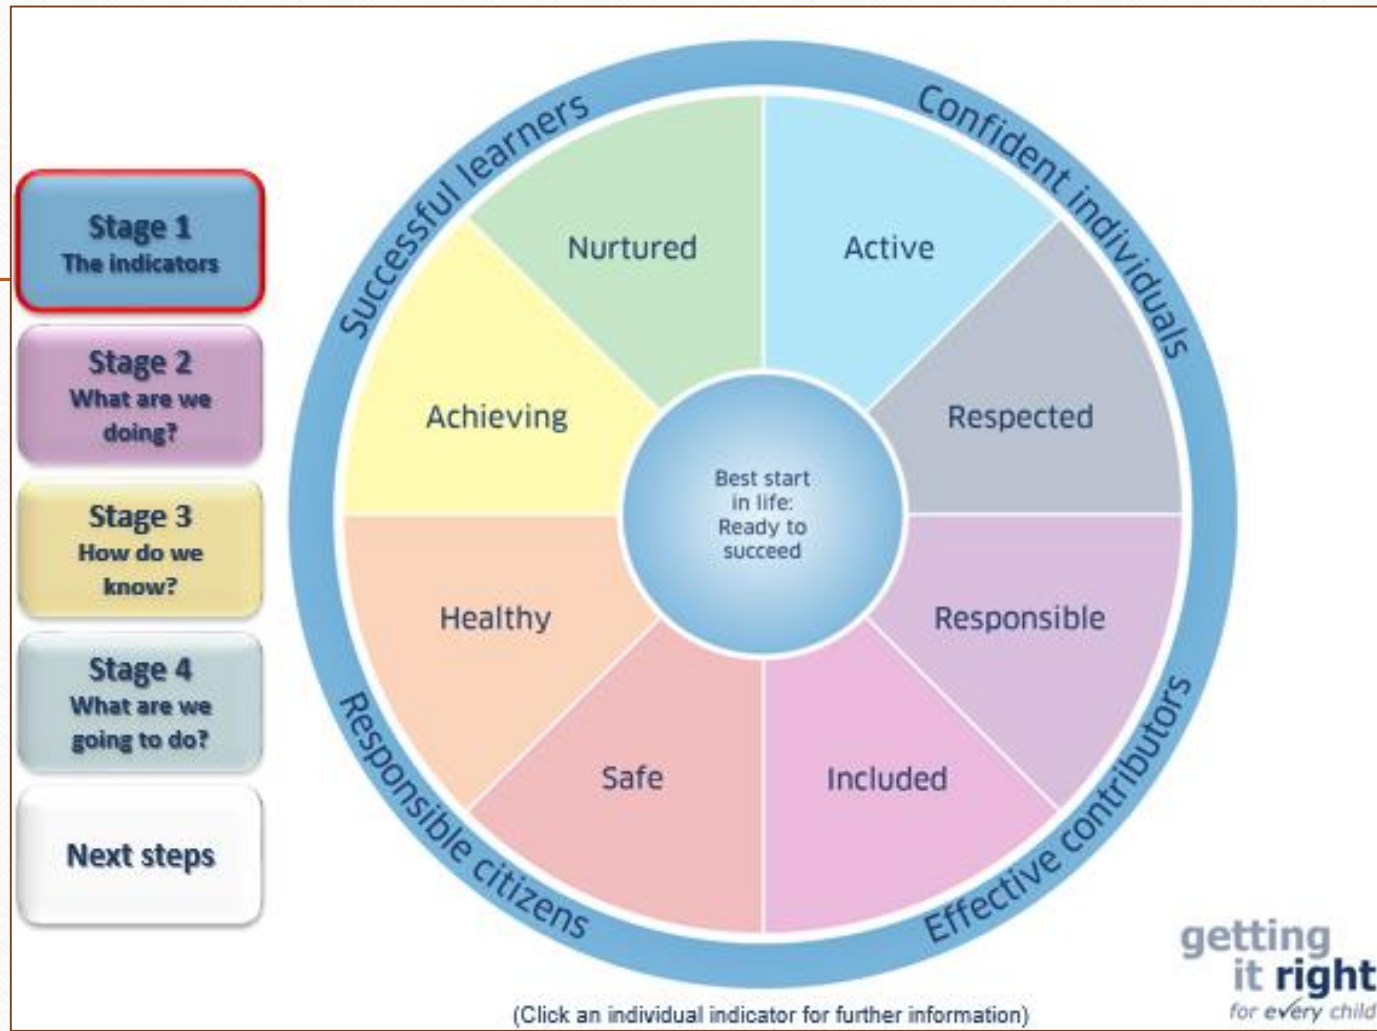 Stage 1
The indicators
Stage 2
What are we
doing?
Stage 3
How do we
know?
Stage 4
What are we
going to do?
Next steps
Successful learners
Confident individuals
Nurtured
Active
Achieving
Respected
Best start
in life:
Ready to
succeed
Healthy
Responsible
Safe
Included
Responsible citizens
Effective contributors
(Click an individual indicator for further information)
getting
it right
for every child